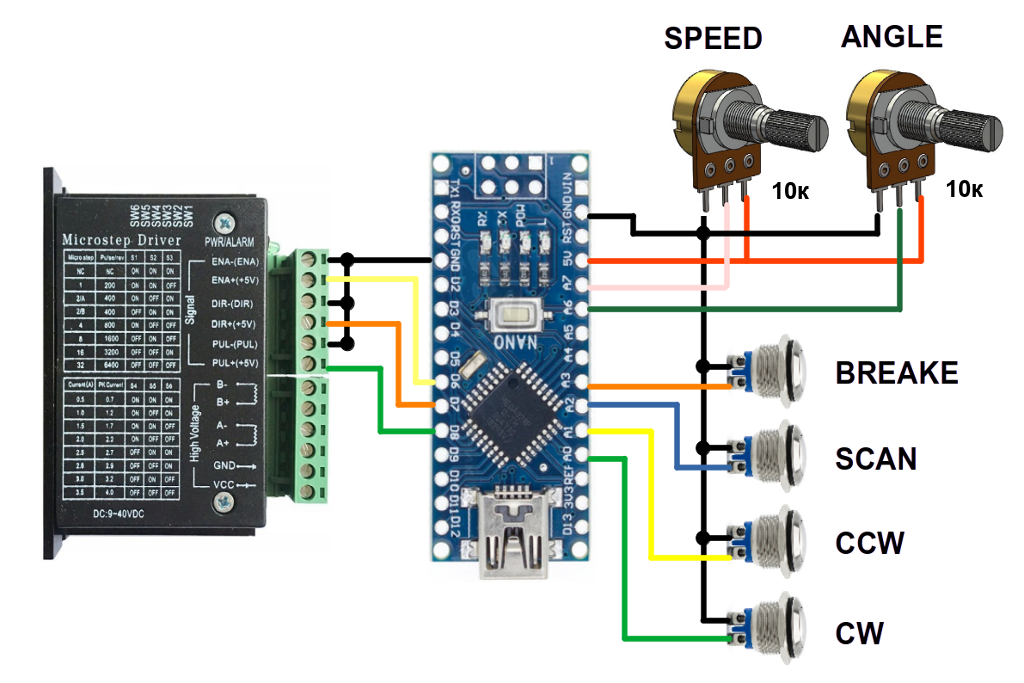 SPEED
ANGLE
10к
10к
SW6
SW5
SW4
SW3
SW2
SW1
Microstep Driver
PWR/ALARM
Micro step Pulse/rev S1 S2 S3
NC NC ON ON ON
1 200 ON ON OFF
2/A 400 ON OFF ON
2/B 400 OFF ON ON
4 800 ON OFF OFF
8 1600 OFF ON OFF
16 3200 OFF OFF ON
32 6400 OFF OFF OFF
Current(A) PK Current S4 S5 S6
0.5 0.7 ON ON ON
1.0 1.2 ON OFF ON
1.5 1.7 ON ON OFF
2.0 2.2 ON OFF OFF
2.5 2.7 OFF ON ON
2.8 2.9 OFF OFF ON
3.0 3.2 OFF ON OFF
3.5 4.0 OFF OFF OFF
DC:9~40VDC
Signal
ENA-(ENA)
ENA+(+5V)
DIR-(DIR)
DIR+(+5V)
PUL-(PUL)
PUL+(+5V)
High Voltage
B-
B+
A-
A+
GND
VCC
TX1
RX0
RST
GND
D2
D3
D4
D5
D6
D7
D8
D9
D10
D11
D12
RX
TX
POW
L
1
NANO
VIN
GND
RST
5V
A7
A6
A5
A4
A3
A2
A1
A0
REF
3V3
D13
BREAKE
SCAN
CCW
CW